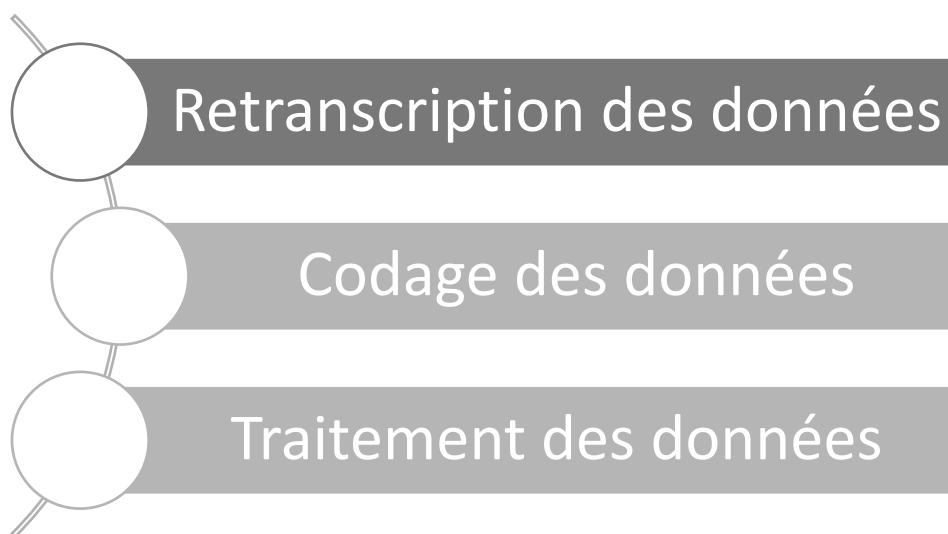 Retranscription des données
Codage des données
Traitement des données